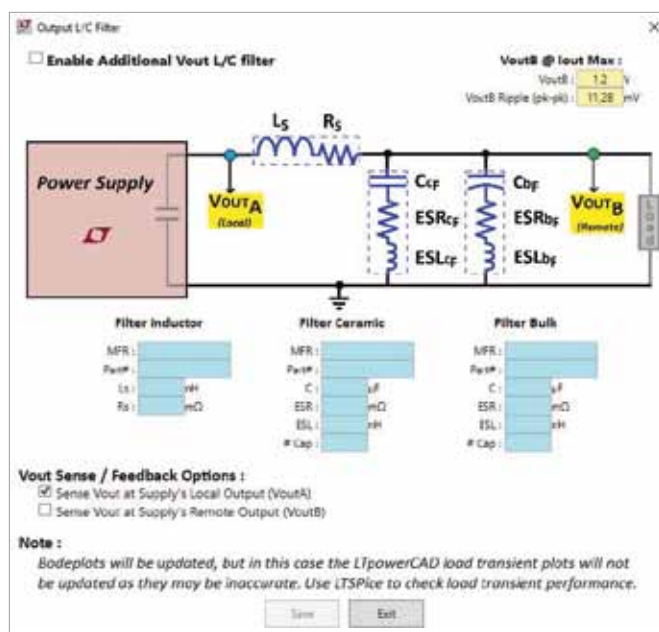 Output L/C Filter
Enable Additional Vout L/C filter
VoutB @ Iout Max :
VoutB : 1.2 V
VoutB Ripple (pk-pk) : 11.28 mV
LS RS
Power Supply
VOUTA
(Local)
CCF CbF
ESRCF ESRbF
ESLCF ESLbF
VOUTB
(Remote)
LOAD
Filter Inductor Filter Ceramic Filter Bulk
MFR : MFR : MFR :
Part# : Part# : Part# :
Ls : nH C : µF C : µF
Rs : mΩ ESR : mΩ ESR : mΩ
ESL : nH ESL : nH
# Cap : # Cap :
Vout Sense / Feedback Options :
Sense Vout at Supply's Local Output (VoutA)
Sense Vout at Supply's Remote Output (VoutB)
Note :
Bodeplots will be updated, but in this case the LTpowerCAD load transient plots will not
be updated as they may be inaccurate. Use LTSPice to check load transient performance.
Save Exit